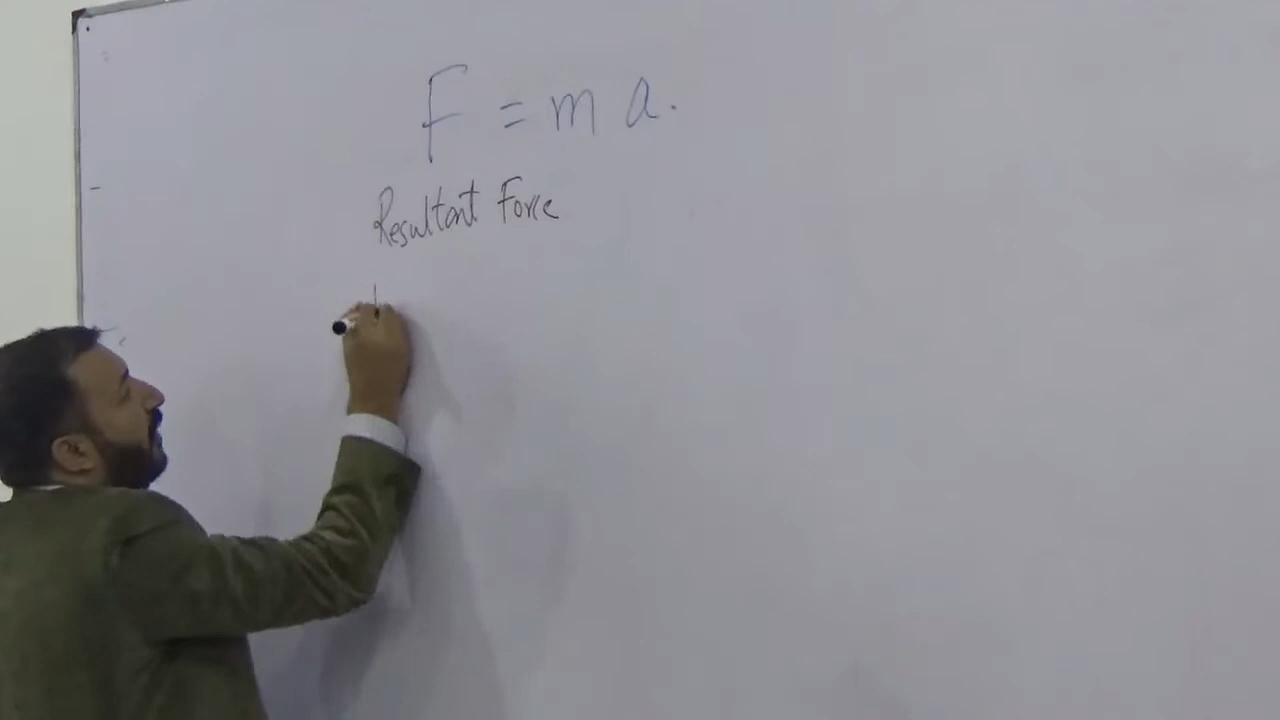 F = m a.
Resultant Force